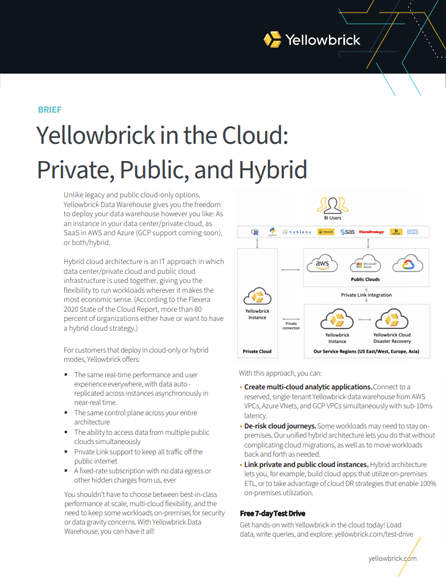 Yellowbrick
BRIEF
Yellowbrick in the Cloud:
Private, Public, and Hybrid
Unlike legacy and public cloud-only options,
Yellowbrick Data Warehouse gives you the freedom
to deploy your data warehouse however you like: As
an instance in your data center/private cloud, as
SaaS in AWS and Azure (GCP support coming soon),
or both/hybrid.
Hybrid cloud architecture is an IT approach in which
data center/private cloud and public cloud
infrastructure is used together, giving you the
flexibility to run workloads wherever it makes the
most economic sense. (According to the Flexera
2020 State of the Cloud Report, more than 80
percent of organizations either have or want to have
a hybrid cloud strategy.)
For customers that deploy in cloud-only or hybrid
modes, Yellowbrick offers:
▪ The same real-time performance and user
experience everywhere, with data auto-
replicated across instances asynchronously in
near-real time.
▪ The same control plane across your entire
architecture
▪ The ability to access data from multiple public
clouds simultaneously
▪ Private Link support to keep all traffic off the
public internet
▪ A fixed-rate subscription with no data egress or
other hidden charges from us, ever
You shouldn't have to choose between best-in-class
performance at scale, multi-cloud flexibility, and the
need to keep some workloads on-premises for security
or data gravity concerns. With Yellowbrick Data
Warehouse, you can have it all!
BI Users
R
python
tableau
sas
MicroStrategy
aws
Microsoft
Azure
Public Clouds
Private Link integration
Yellowbrick
Instance
Private
connection
Yellowbrick
Instance
Yellowbrick Cloud
Disaster Recovery
Private Cloud
Our Service Regions (US East/West, Europe, Asia)
With this approach, you can:
• Create multi-cloud analytic applications. Connect to a
reserved, single-tenant Yellowbrick data warehouse from AWS
VPCs, Azure VNets, and GCP VPCs simultaneously with sub-10ms
latency.
• De-risk cloud journeys. Some workloads may need to stay on-
premises. Our unified hybrid architecture lets you do that without
complicating cloud migrations, as well as to move workloads
back and forth as needed.
• Link private and public cloud instances. Hybrid architecture
lets you, for example, build cloud apps that utilize on-premises
ETL, or to take advantage of cloud DR strategies that enable 100%
on-premises utilization.
Free 7-day Test Drive
Get hands-on with Yellowbrick in the cloud today! Load
data, write queries, and explore: yellowbrick.com/test-drive
yellowbrick.com